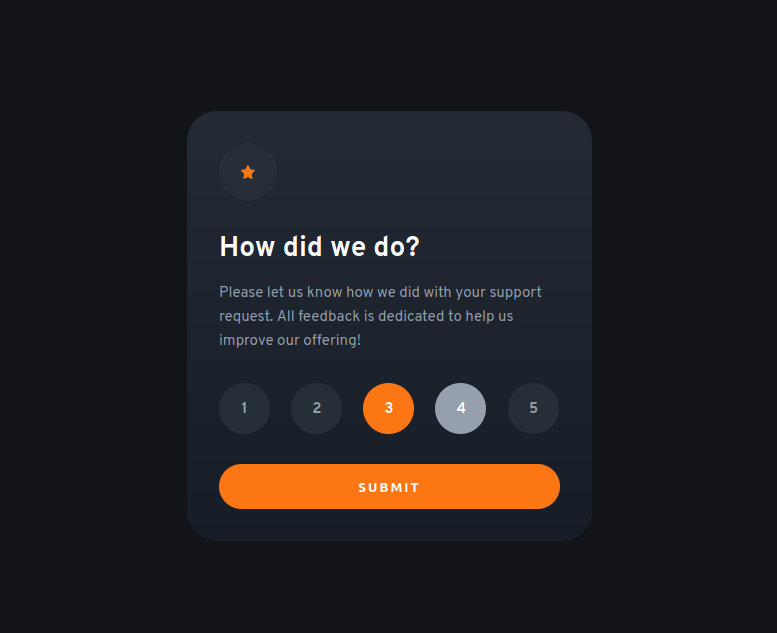 How did we do?
Please let us know how we did with your support
request. All feedback is dedicated to help us
improve our offering!
1 2 3 4 5
SUBMIT